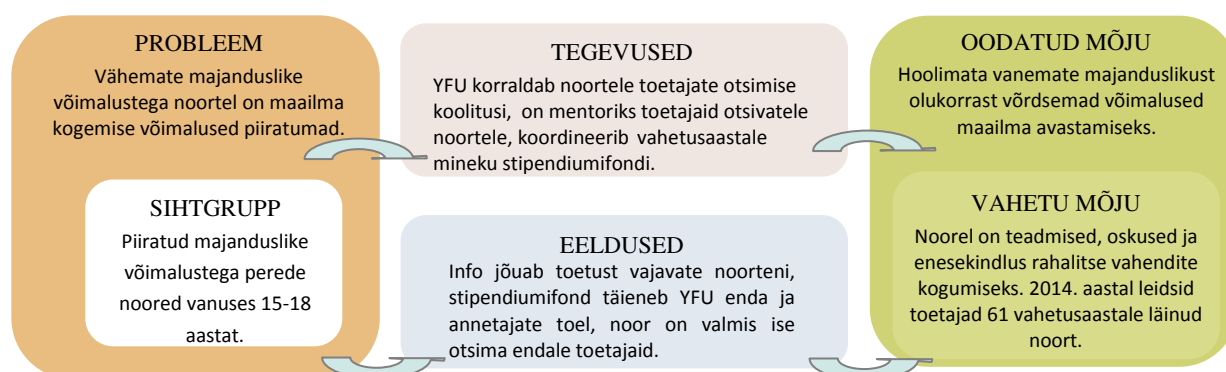 PROBLEEM
Vähemate majanduslike
võimalustega noortel on maailma
kogemise võimalused piiratumad.
SIHTGRUPP
Piiratud majanduslike
võimalustega perede
noored vanuses 15-18
aastat.
TEGEVUSED
YFU korraldab noortele toetajate otsimise
koolitusi, on mentoriks toetajaid otsivatele
noortele, koordineerib vahetusaastale
mineku stipendiumifondi.
EELDUSED
Info jõuab toetust vajavate noorteni,
stipendiumifond täieneb YFU enda ja
annetajate toel, noor on valmis ise
otsima endale toetajaid.
OODATUD MÕJU
Hoolimata vanemate majanduslikust
olukorrast võrdsemad võimalused
maailma avastamiseks.
VAHETU MÕJU
Noorel on teadmised, oskused ja
enesekindlus rahalitse vahendite
kogumiseks. 2014. aastal leidsid
toetajad 61 vahetusaastale läinud
noort.